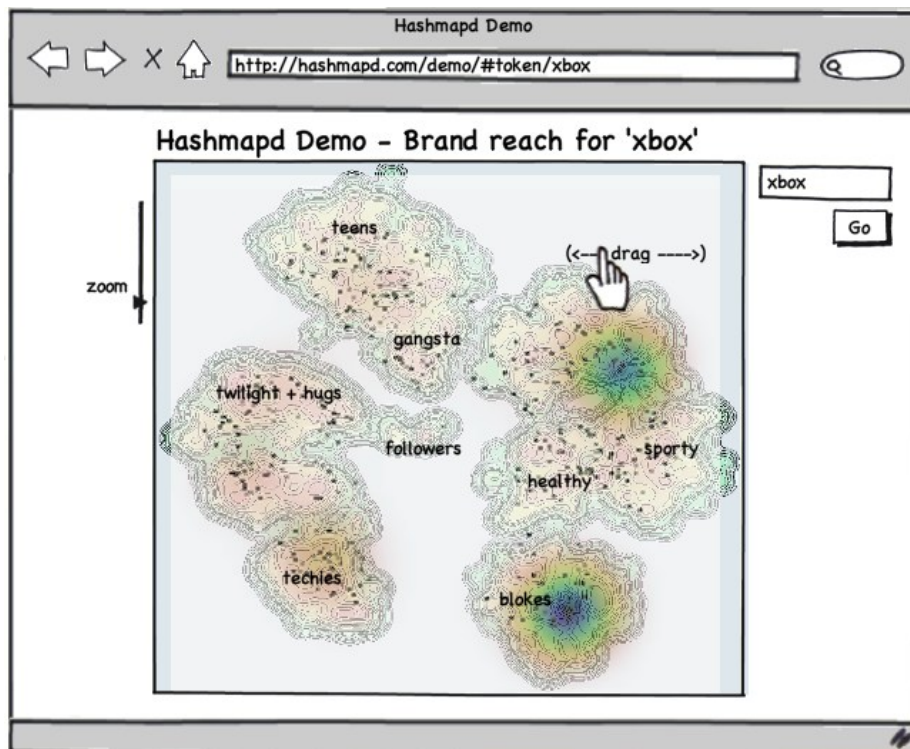 Hashmapd Demo
X
http://hashmapd.com/demo/#token/xbox
Hashmapd Demo - Brand reach for 'xbox'
xbox
Go
teens
(<-- drag ---->)
zoom
gangsta
twilight + hugs
followers
sporty
healthy
techies
blokes